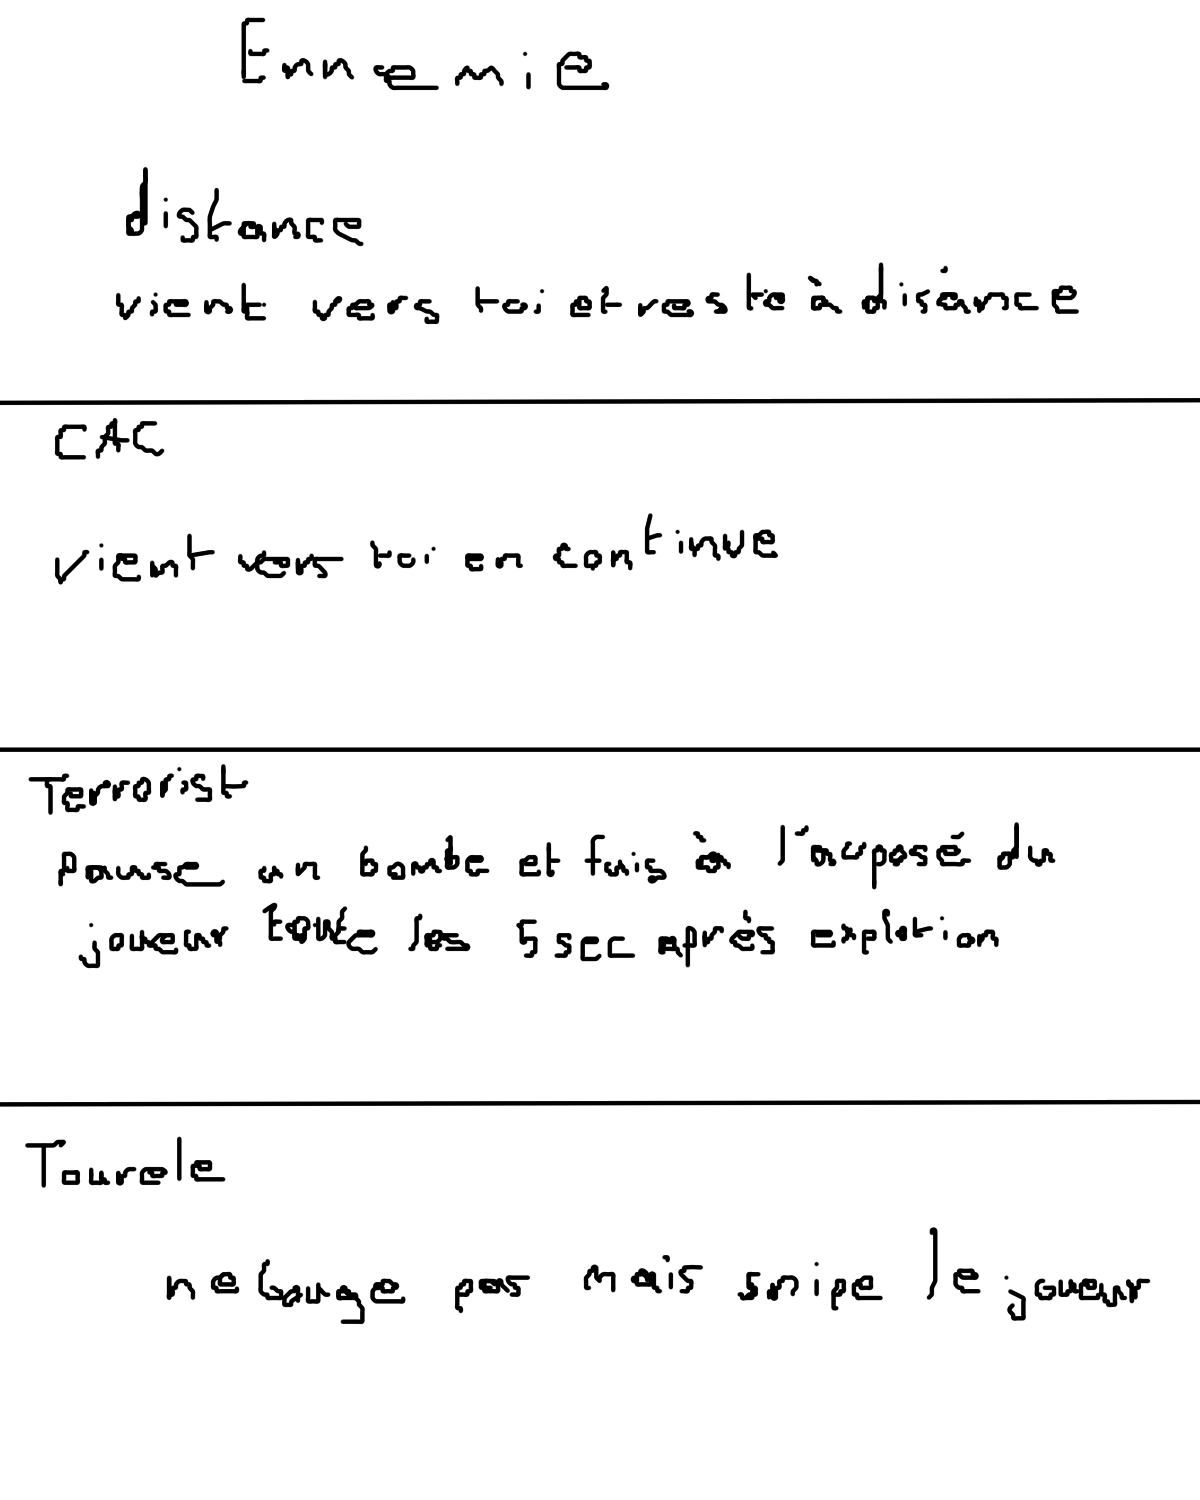 Ennemie
distance
vient vers toi et reste à disance
CAC
vient vers toi en continue
Terrorist
pause un bombe et fuis à l'auposé du
joueur toute les 5 sec après explotion
Tourele
ne bouge pas mais snipe le joueur